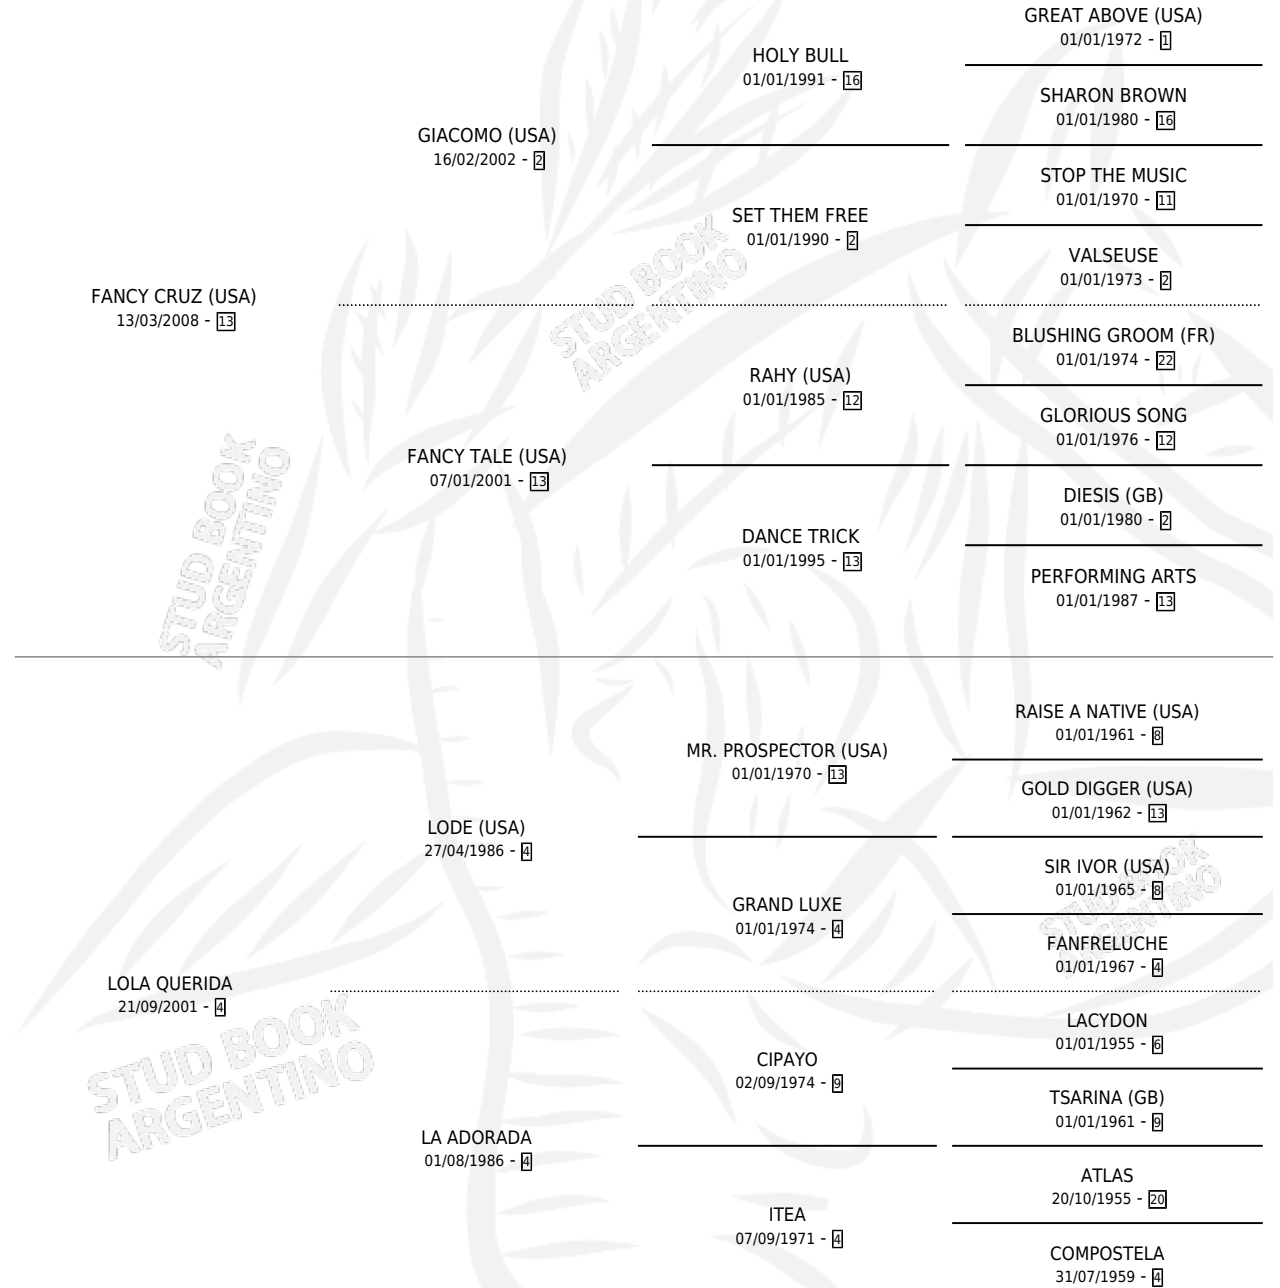 GREAT ABOVE (USA)
01/01/1972 - 1
HOLY BULL
01/01/1991 - 16
SHARON BROWN
01/01/1980 - 16
GIACOMO (USA)
16/02/2002 - 2
STOP THE MUSIC
01/01/1970 - 11
SET THEM FREE
01/01/1990 - 2
VALSEUSE
01/01/1973 - 2
FANCY CRUZ (USA)
13/03/2008 - 13
STUD BOOK
ARGENTINO
BLUSHING GROOM (FR)
01/01/1974 - 22
RAHY (USA)
01/01/1985 - 12
GLORIOUS SONG
01/01/1976 - 12
FANCY TALE (USA)
07/01/2001 - 13
STUD BOOK
ARGENTINO
DIESIS (GB)
01/01/1980 - 2
DANCE TRICK
01/01/1995 - 13
PERFORMING ARTS
01/01/1987 - 13
RAISE A NATIVE (USA)
01/01/1961 - 8
MR. PROSPECTOR (USA)
01/01/1970 - 13
GOLD DIGGER (USA)
01/01/1962 - 13
LODE (USA)
27/04/1986 - 4
SIR IVOR (USA)
01/01/1965 - 8
STUD BOOK
ARGENTINO
GRAND LUXE
01/01/1974 - 4
FANFRELUCHE
01/01/1967 - 4
LOLA QUERIDA
21/09/2001 - 4
STUD BOOK
ARGENTINO
LACYDON
01/01/1955 - 6
CIPAYO
02/09/1974 - 9
TSARINA (GB)
01/01/1961 - 9
LA ADORADA
01/08/1986 - 4
ATLAS
20/10/1955 - 20
ITEA
07/09/1971 - 4
COMPOSTELA
31/07/1959 - 4